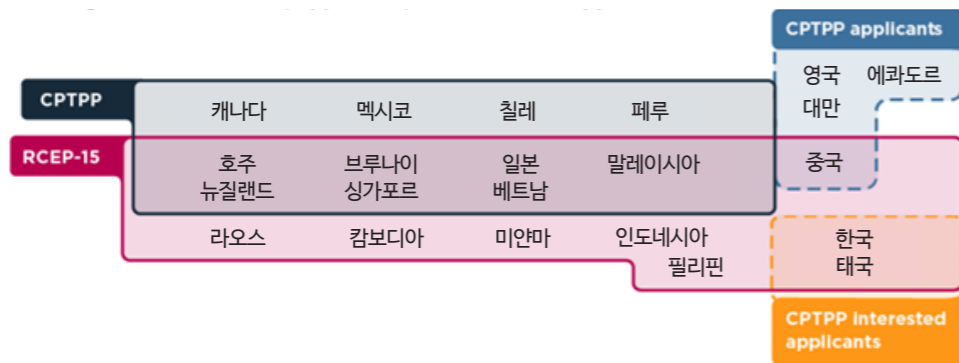 CPTPP applicants
영국 에콰도르
대만
CPTPP
캐나다 멕시코 칠레 페루
RCEP-15
호주 브루나이 일본 말레이시아 중국
뉴질랜드 싱가포르 베트남
라오스 캄보디아 미얀마 인도네시아 한국
필리핀 태국
CPTPP interested
applicants